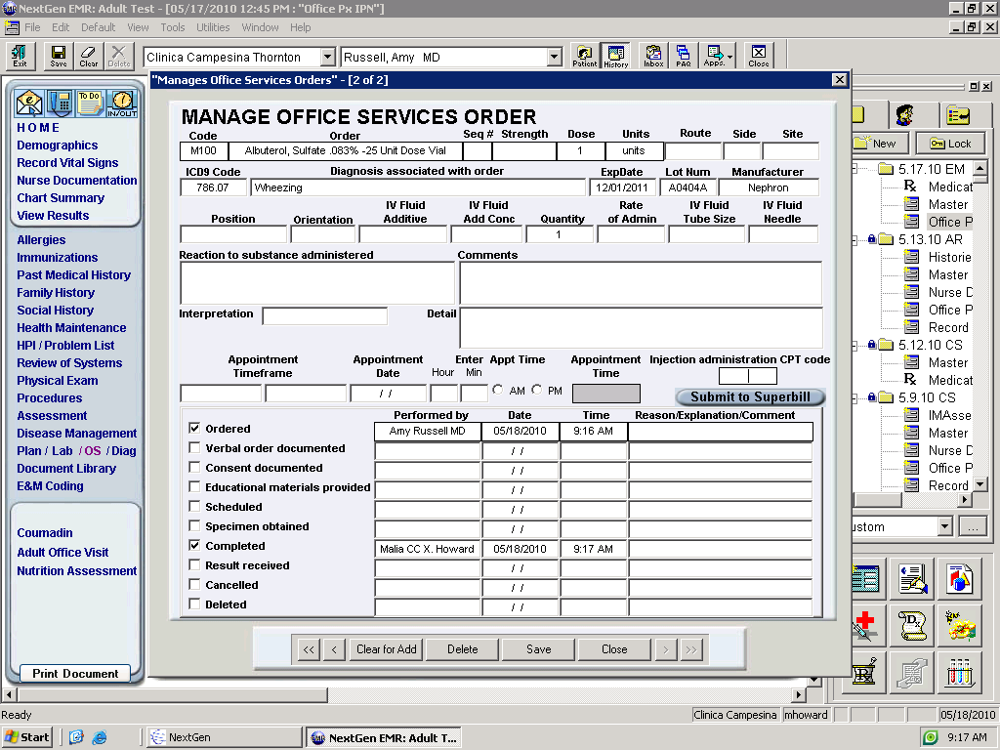 NextGen EMR: Adult Test - [05/17/2010 12:45 PM : "Office Px IPN"]
File Edit Default View Tools Utilities Window Help
Exit Save Clear Delete Clinica Campesina Thornton Russell, Amy MD Patient History Inbox PAQ Apps Close
"Manages Office Services Orders" - [2 of 2]
To Do
IN/OUT
HOME
Demographics
Record Vital Signs
Nurse Documentation
Chart Summary
View Results
Allergies
Immunizations
Past Medical History
Family History
Social History
Health Maintenance
HPI / Problem List
Review of Systems
Physical Exam
Procedures
Assessment
Disease Management
Plan / Lab / OS / Diag
Document Library
E&M Coding
Coumadin
Adult Office Visit
Nutrition Assessment
Print Document
MANAGE OFFICE SERVICES ORDER
Code Order Seq # Strength Dose Units Route Side Site
M100 Albuterol, Sulfate .083% -25 Unit Dose Vial 1 units
ICD9 Code Diagnosis associated with order ExpDate Lot Num Manufacturer
786.07 Wheezing 12/01/2011 A0404A Nephron
IV Fluid IV Fluid Rate IV Fluid IV Fluid
Position Orientation Additive Add Conc Quantity of Admin Tube Size Needle
1
Reaction to substance administered Comments
Interpretation Detail
Appointment Appointment Enter Appt Time Appointment Injection administration CPT code
Timeframe Date Hour Min Time
/ / AM PM
Submit to Superbill
Performed by Date Time Reason/Explanation/Comment
Ordered Amy Russell MD 05/18/2010 9:16 AM
Verbal order documented / /
Consent documented / /
Educational materials provided / /
Scheduled / /
Specimen obtained / /
Completed Malia CC X. Howard 05/18/2010 9:17 AM
Result received / /
Cancelled / /
Deleted / /
<< < Clear for Add Delete Save Close > >>
New Lock
5.17.10 EM
Medicat
Master
Office P
5.13.10 AR
Historie
Master
Nurse D
Office P
Record
5.12.10 CS
Master
Medicat
5.9.10 CS
IMAsse
Master
Nurse D
Office P
Record
ustom ...
Ready Clinica Campesina mhoward 05/18/2010
Start NextGen NextGen EMR: Adult T... 9:17 AM